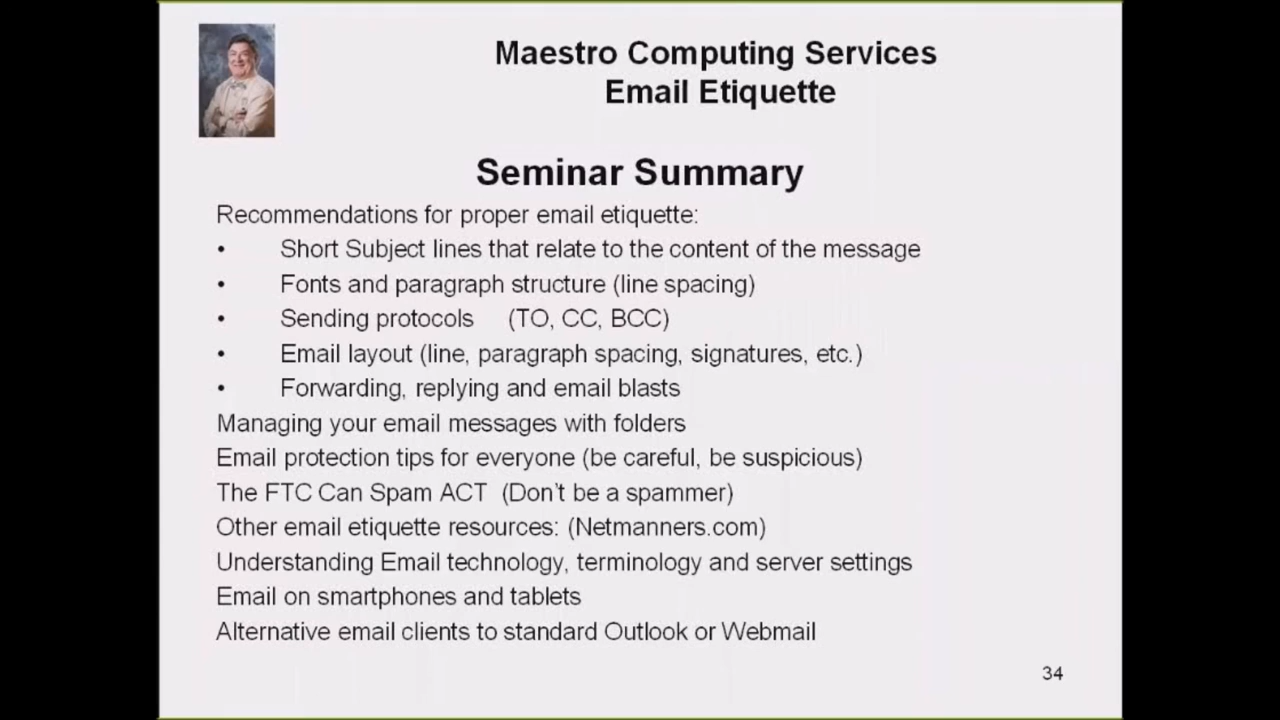 Maestro Computing Services
Email Etiquette
Seminar Summary
Recommendations for proper email etiquette:
• Short Subject lines that relate to the content of the message
• Fonts and paragraph structure (line spacing)
• Sending protocols (TO, CC, BCC)
• Email layout (line, paragraph spacing, signatures, etc.)
• Forwarding, replying and email blasts
Managing your email messages with folders
Email protection tips for everyone (be careful, be suspicious)
The FTC Can Spam ACT (Don't be a spammer)
Other email etiquette resources: (Netmanners.com)
Understanding Email technology, terminology and server settings
Email on smartphones and tablets
Alternative email clients to standard Outlook or Webmail
34